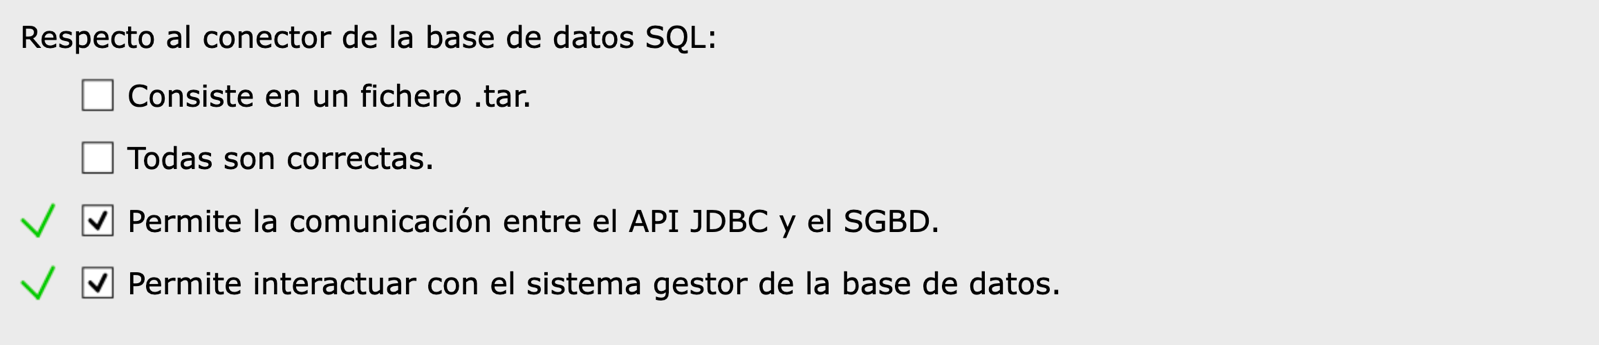 Respecto al conector de la base de datos SQL:
Consiste en un fichero .tar.
Todas son correctas.
Permite la comunicación entre el API JDBC y el SGBD.
Permite interactuar con el sistema gestor de la base de datos.